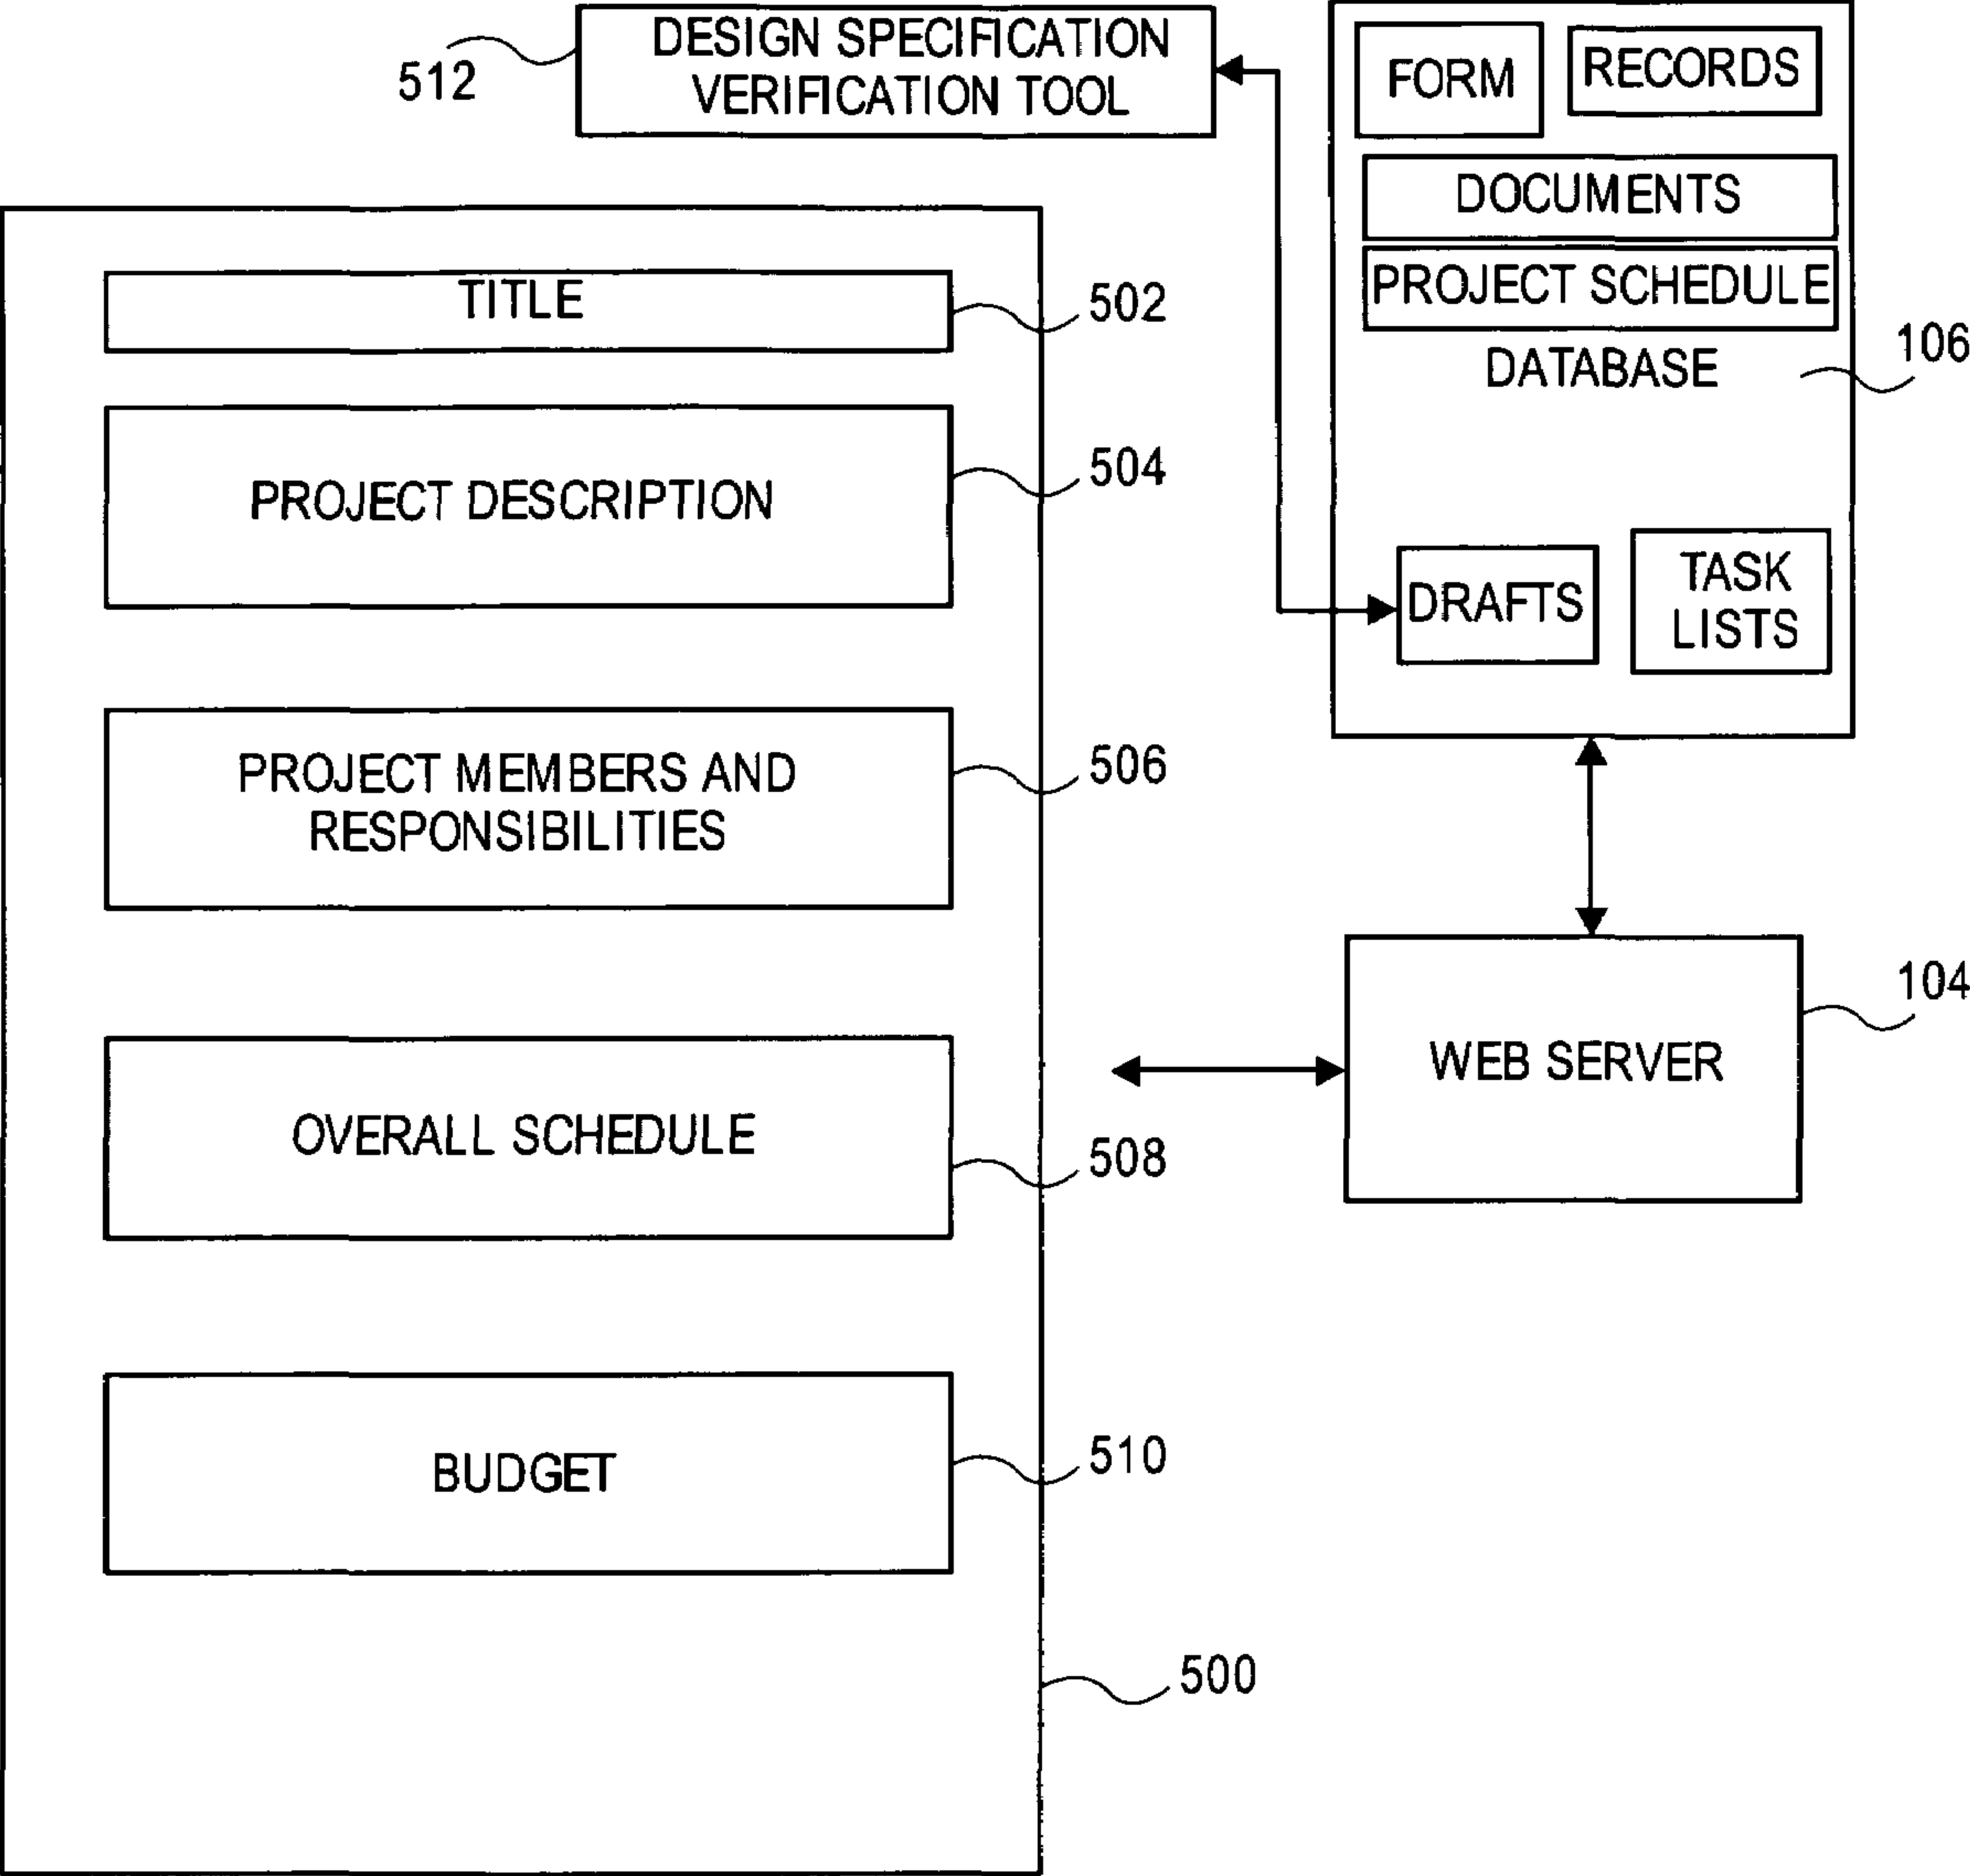 512
DESIGN SPECIFICATION
VERIFICATION TOOL
FORM
RECORDS
DOCUMENTS
PROJECT SCHEDULE
DATABASE
106
DRAFTS
TASK
LISTS
TITLE
502
PROJECT DESCRIPTION
504
PROJECT MEMBERS AND
RESPONSIBILITIES
506
OVERALL SCHEDULE
508
BUDGET
510
500
WEB SERVER
104